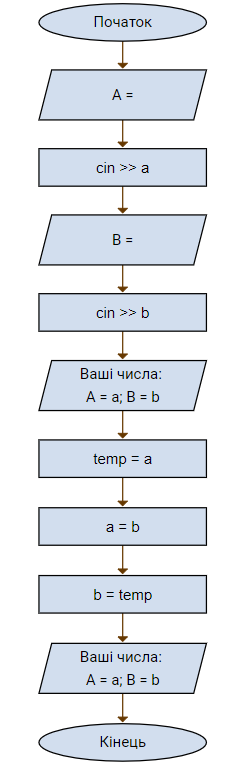 Початок
A =
cin >> a
B =
cin >> b
Ваші числа:
A = a; B = b
temp = a
a = b
b = temp
Ваші числа:
A = a; B = b
Кінець